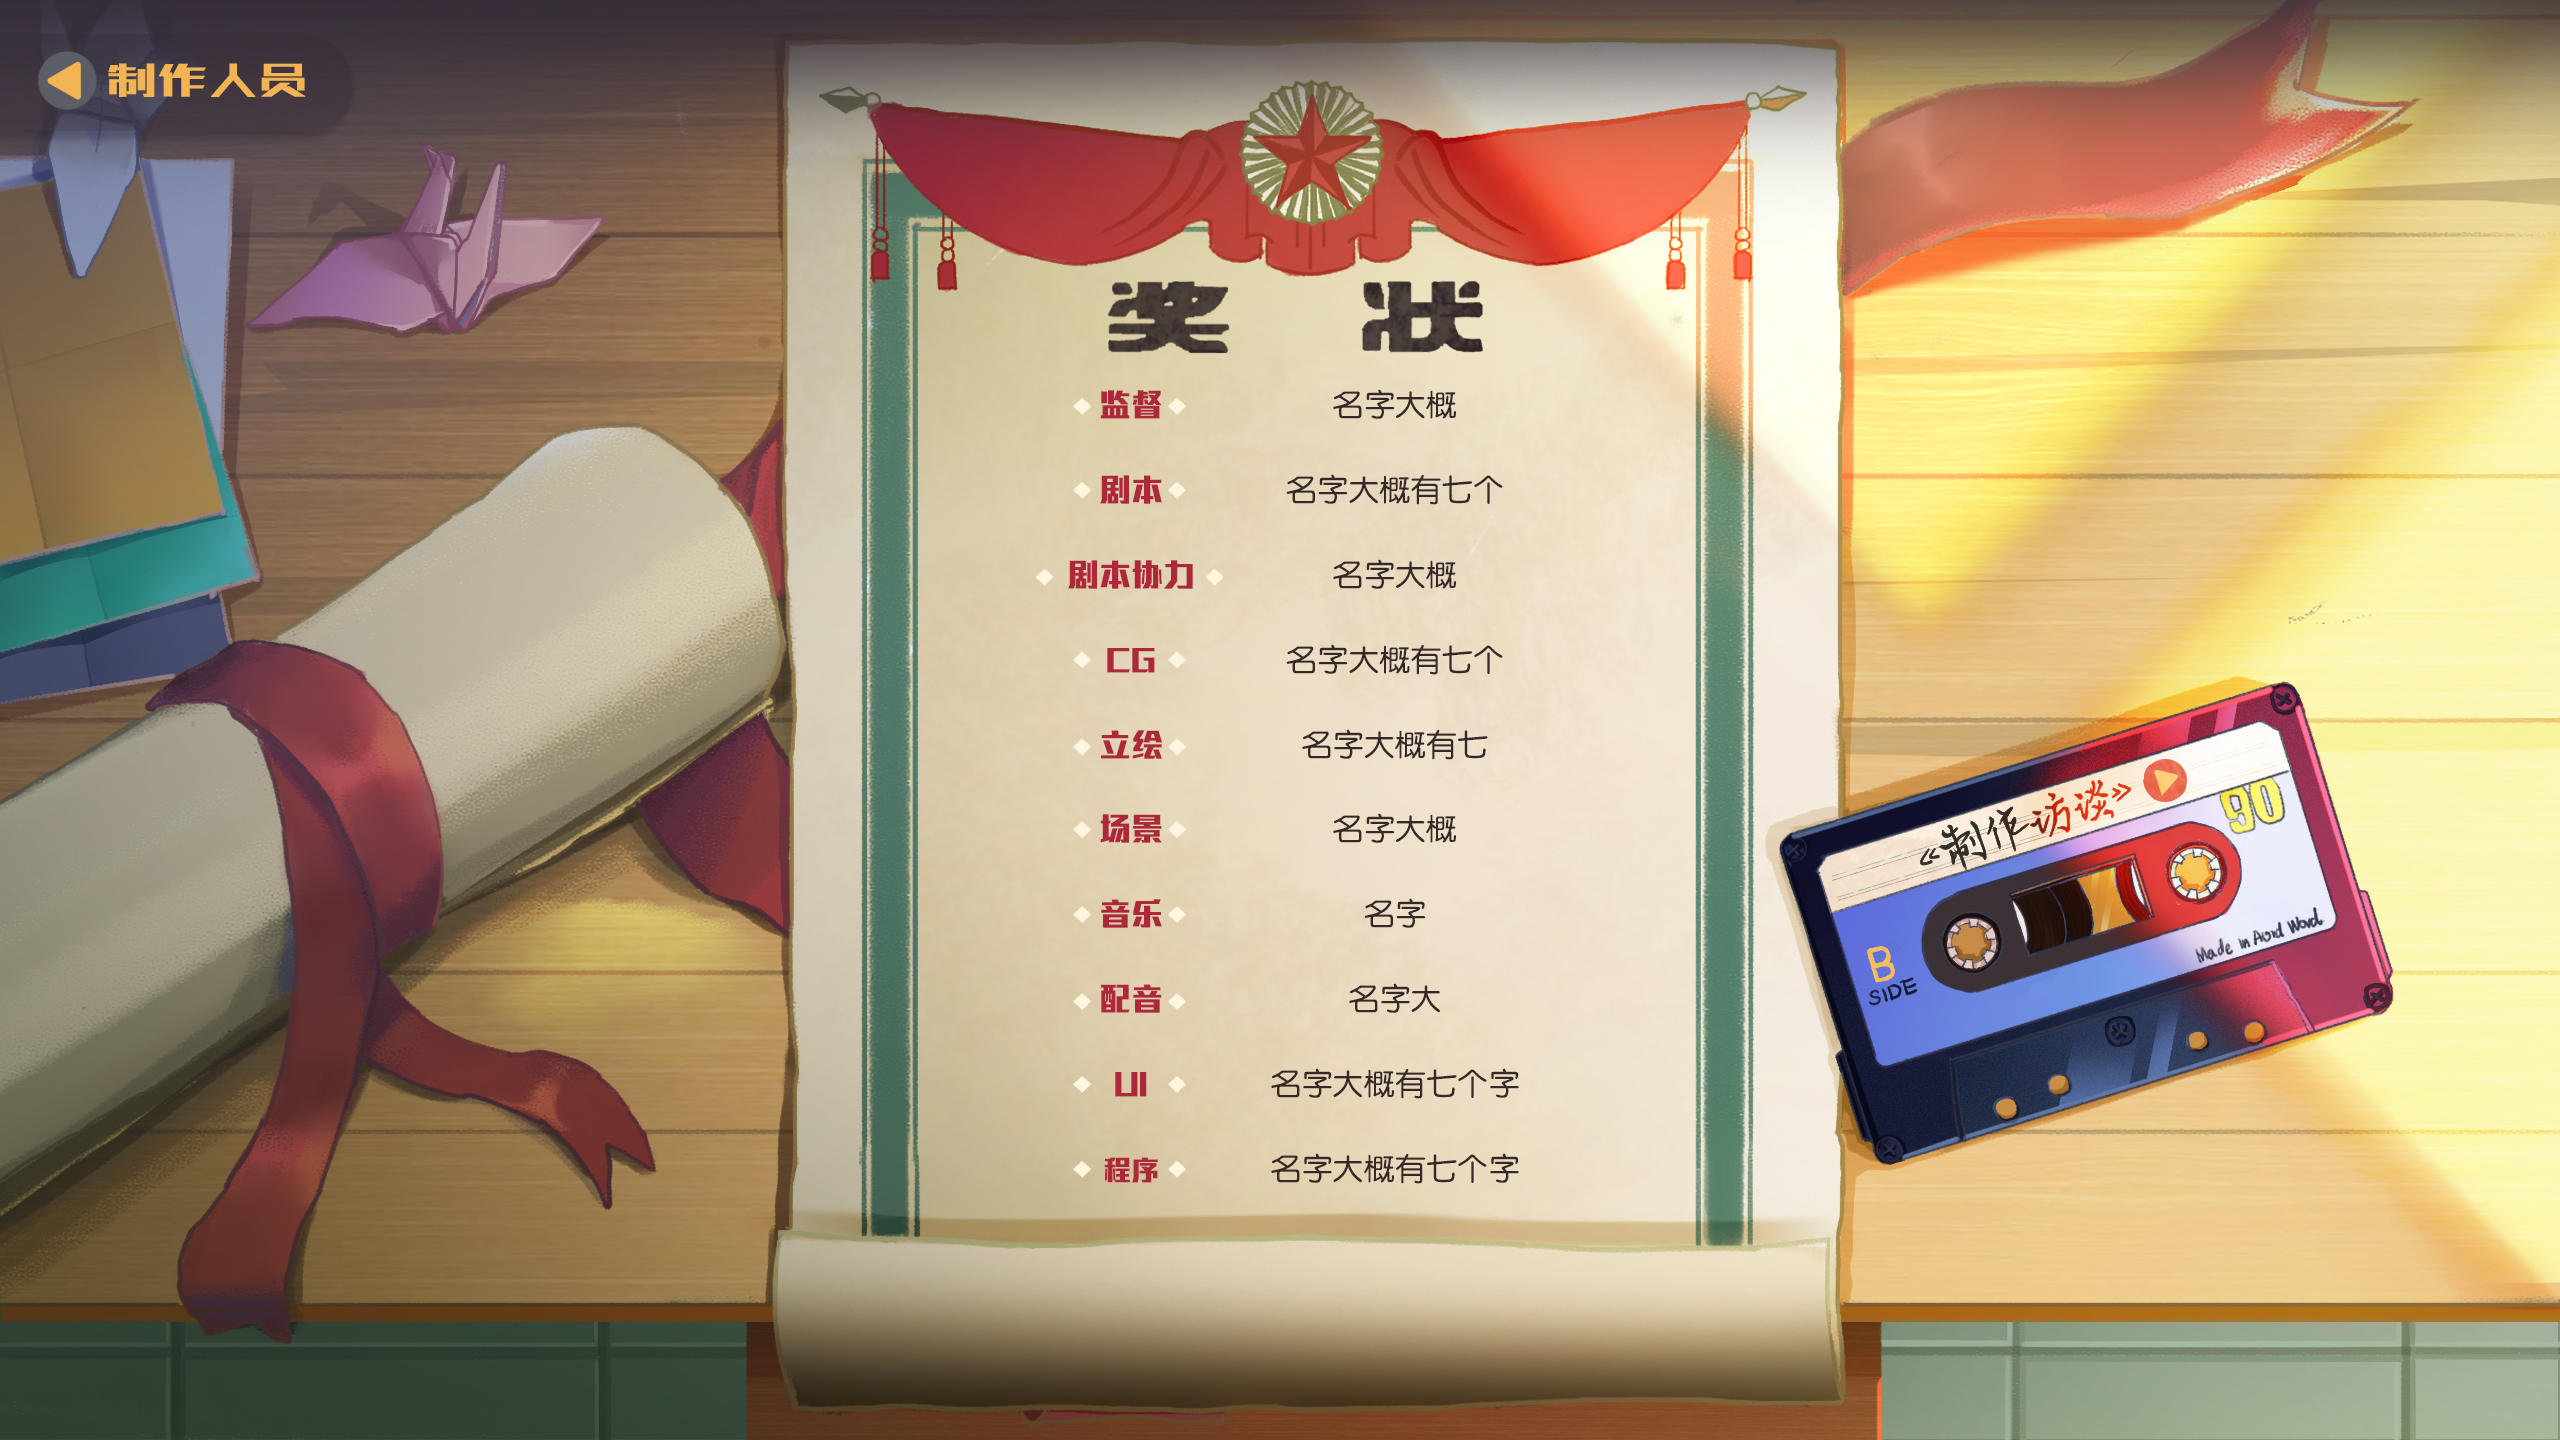 制作人员
奖 状
监督 名字大概
剧本 名字大概有七个
剧本协力 名字大概
CG 名字大概有七个
立绘 名字大概有七
场景 名字大概
音乐 名字
配音 名字大
UI 名字大概有七个字
程序 名字大概有七个字
《制作访谈》
90
B
SIDE
Made in Aord Word